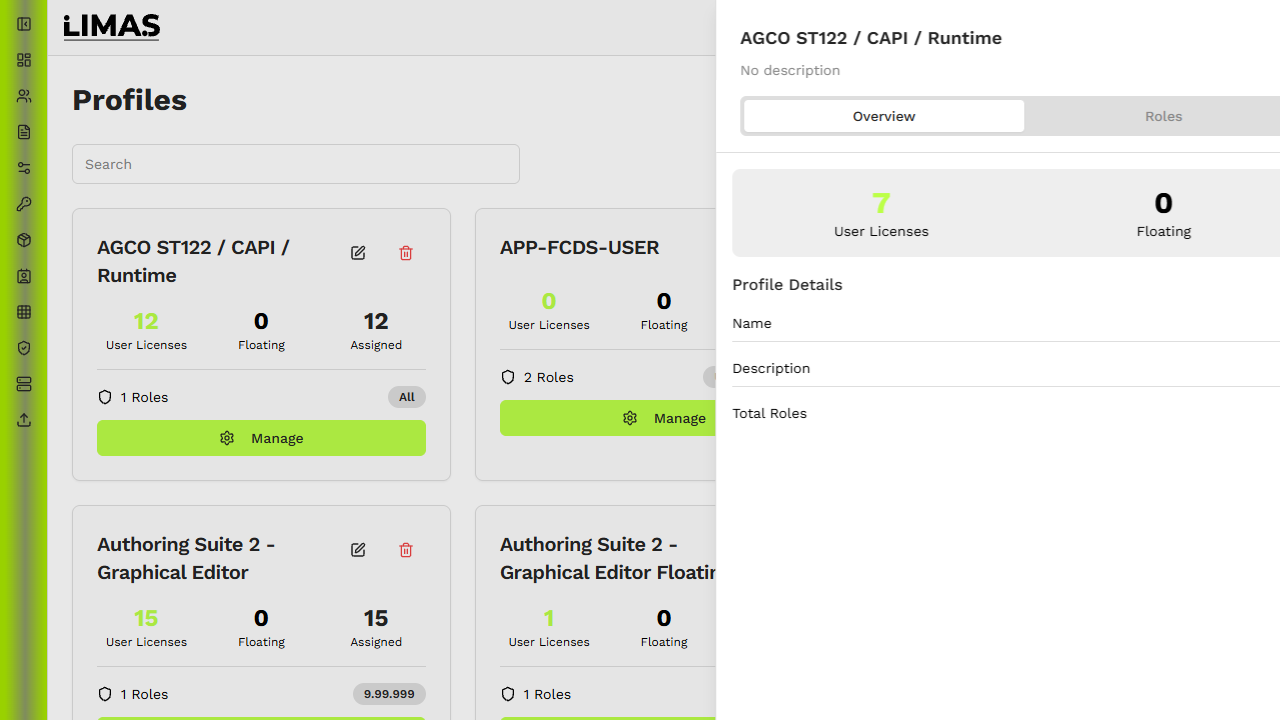 LIMAS
Profiles
Search
AGCO ST122 / CAPI /
Runtime
12
User Licenses
0
Floating
12
Assigned
1 Roles
All
Manage
APP-FCDS-USER
0
User Licenses
0
Floating
2 Roles
Manage
Authoring Suite 2 -
Graphical Editor
15
User Licenses
0
Floating
15
Assigned
1 Roles
9.99.999
Authoring Suite 2 -
Graphical Editor Floatin
1
User Licenses
0
Floating
1 Roles
AGCO ST122 / CAPI / Runtime
No description
Overview
Roles
7
User Licenses
0
Floating
Profile Details
Name
Description
Total Roles